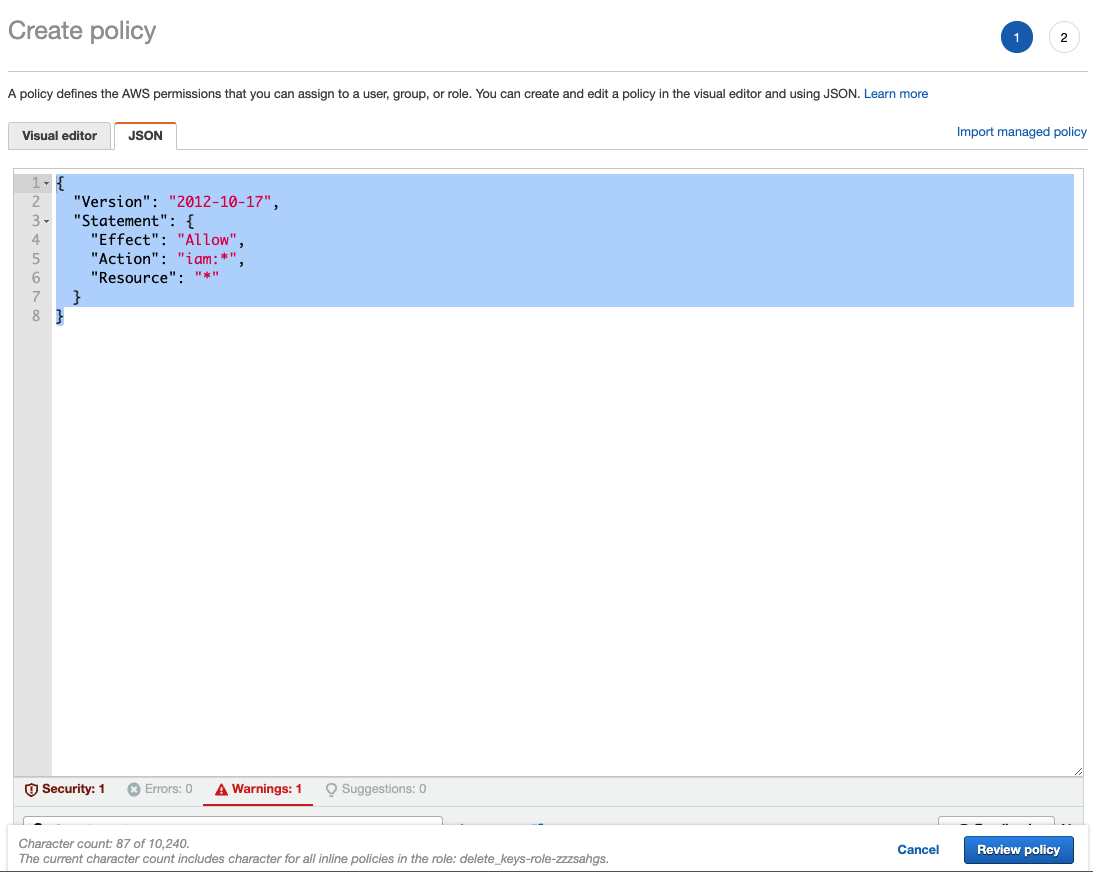 Create policy
1
2
A policy defines the AWS permissions that you can assign to a user, group, or role. You can create and edit a policy in the visual editor and using JSON. Learn more
Visual editor
JSON
Import managed policy
1 {
2   "Version": "2012-10-17",
3   "Statement": {
4     "Effect": "Allow",
5     "Action": "iam:*",
6     "Resource": "*"
7   }
8 }
Security: 1
Errors: 0
Warnings: 1
Suggestions: 0
Character count: 87 of 10,240.
The current character count includes character for all inline policies in the role: delete_keys-role-zzzsahgs.
Cancel
Review policy